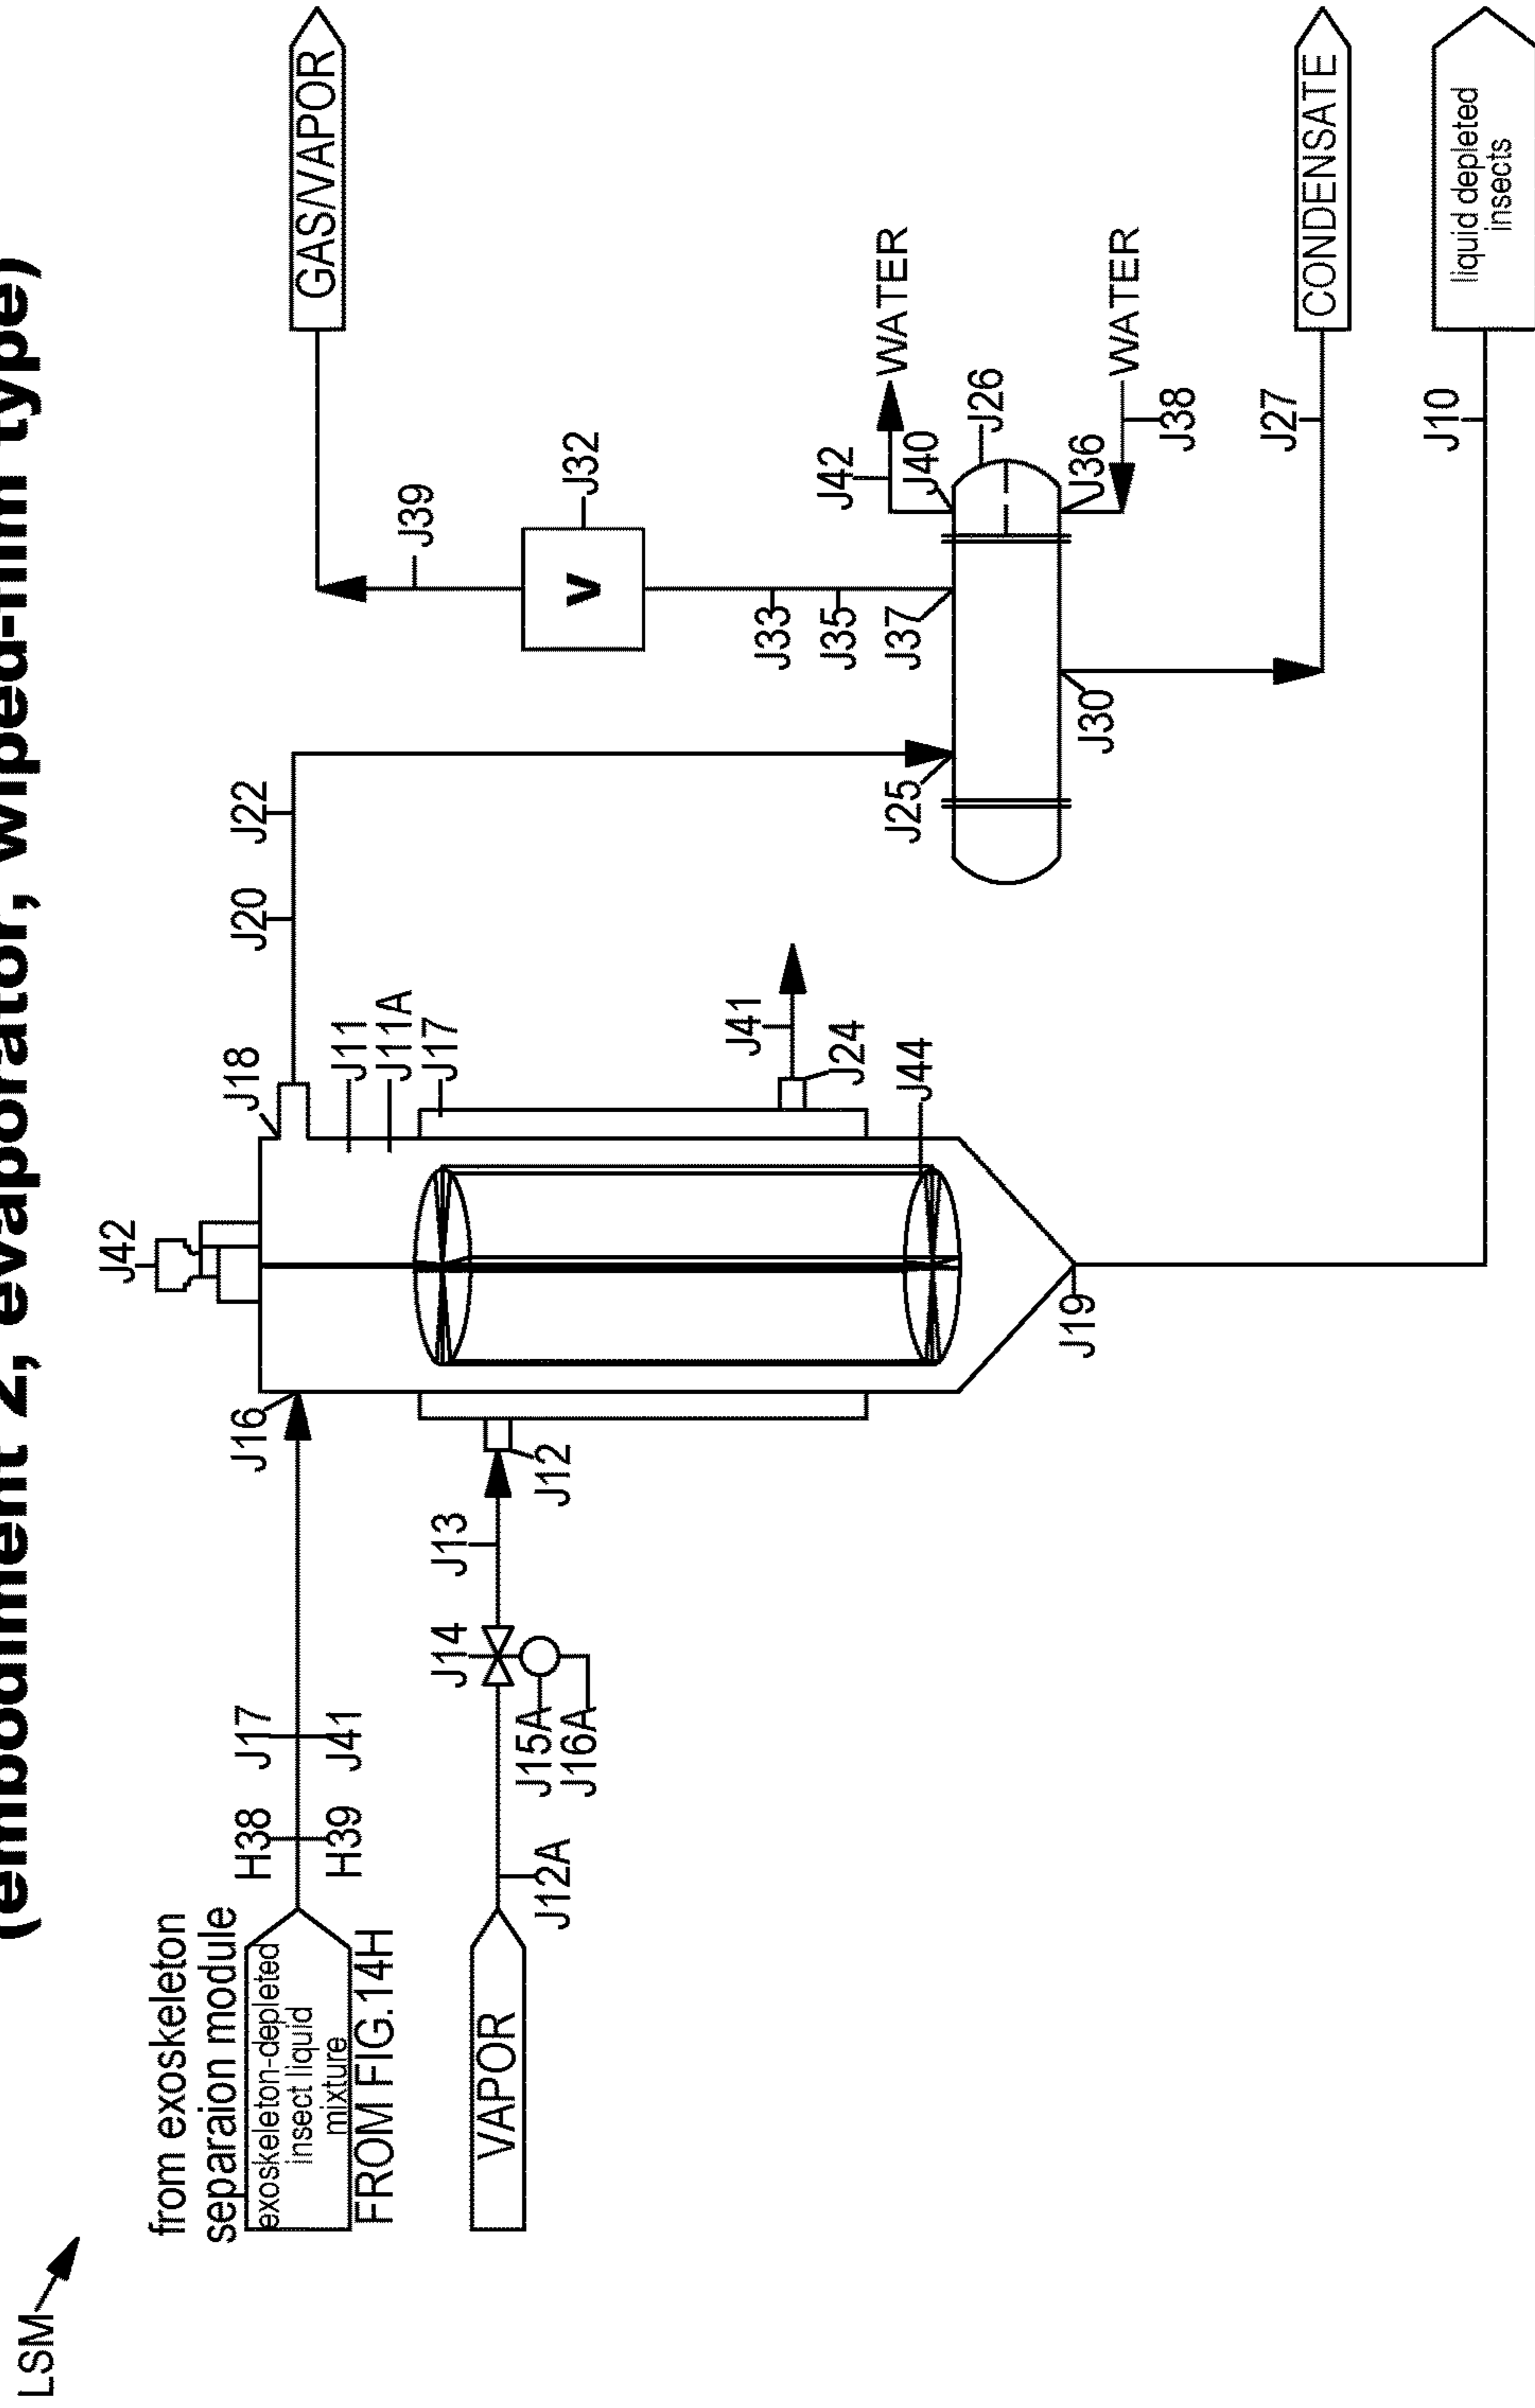 (embodiment 2, evaporator, wiped-film type)
LSM
from exoskeleton
separaion module
exoskeleton-depleted
insect liquid
mixture
FROM FIG.14H
VAPOR
H38
H39
J17
J41
J12A
J14
J15A
J16A
J13
J12
J16
J42
J18
J11
J11A
J17
J41
J24
J44
J19
J20
J22
J25
J30
J33
J35
J37
J32
V
J39
GAS/VAPOR
J42
J40
WATER
J26
J36
WATER
J38
J27
CONDENSATE
J10
liquid depleted
insects